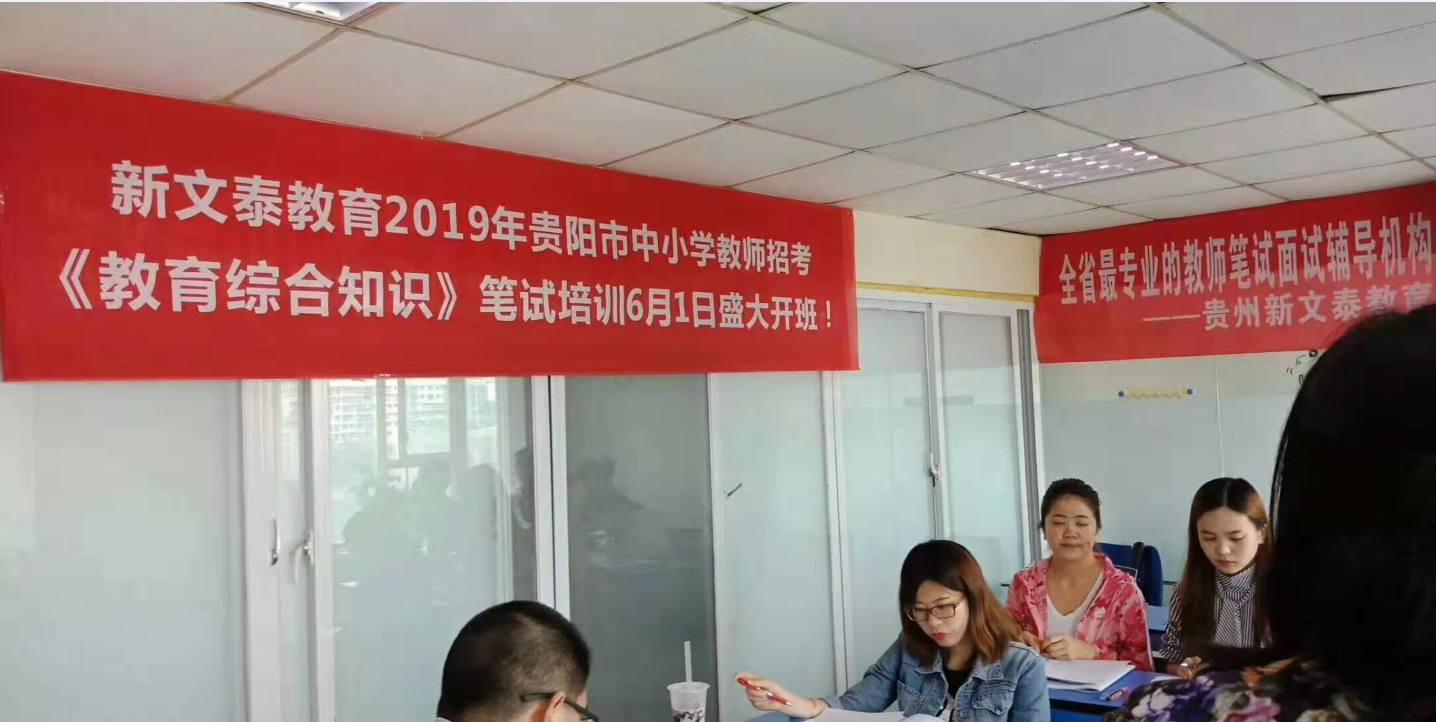 新文泰教育2019年贵阳市中小学教师招考
《教育综合知识》笔试培训6月1日盛大开班！
全省最专业的教师笔试面试辅导机构
——贵州新文泰教育